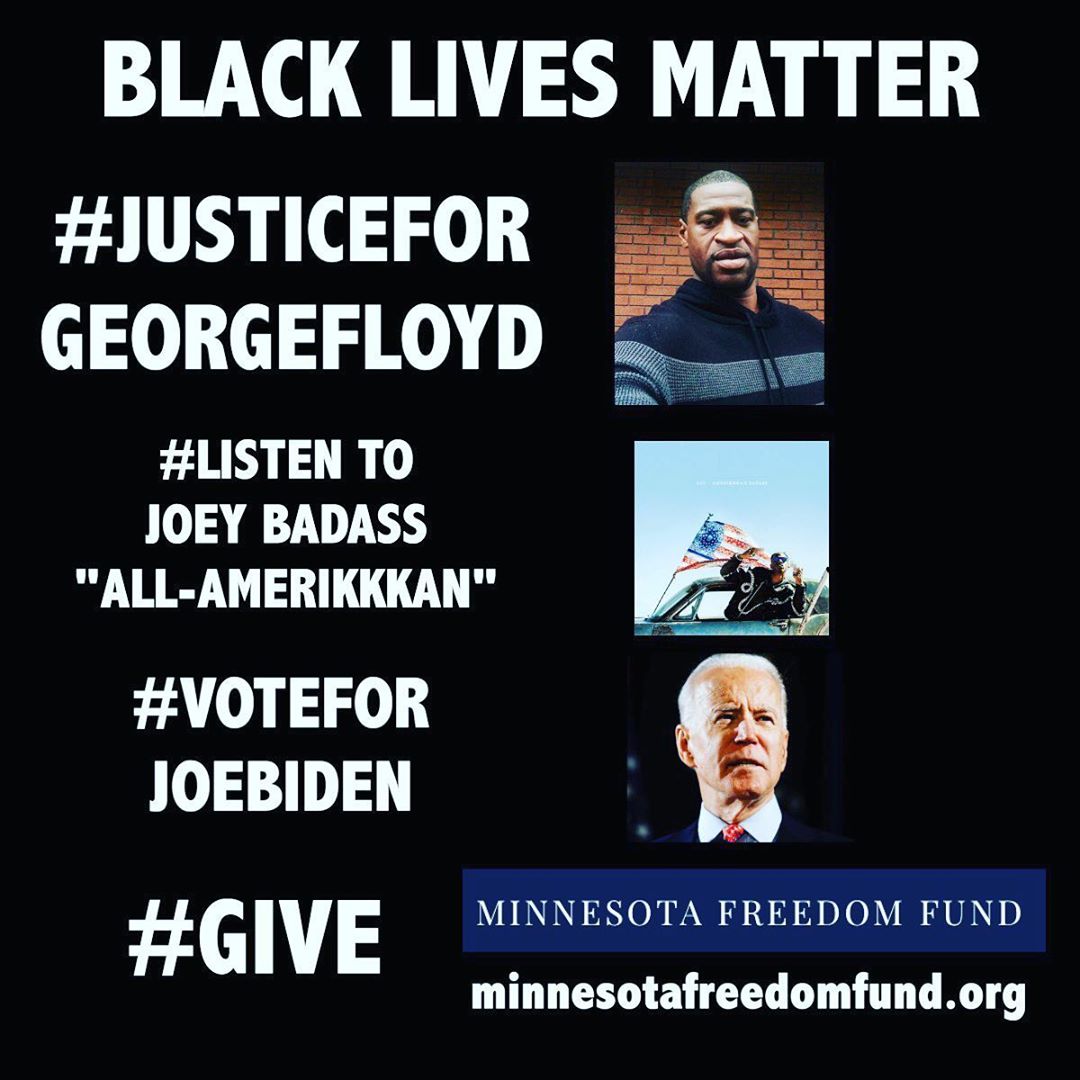 BLACK LIVES MATTER
#JUSTICEFOR
GEORGEFLOYD
#LISTEN TO
JOEY BADASS
"ALL-AMERIKKKAN"
#VOTEFOR
JOEBIDEN
#GIVE
MINNESOTA FREEDOM FUND
minnesotafreedomfund.org